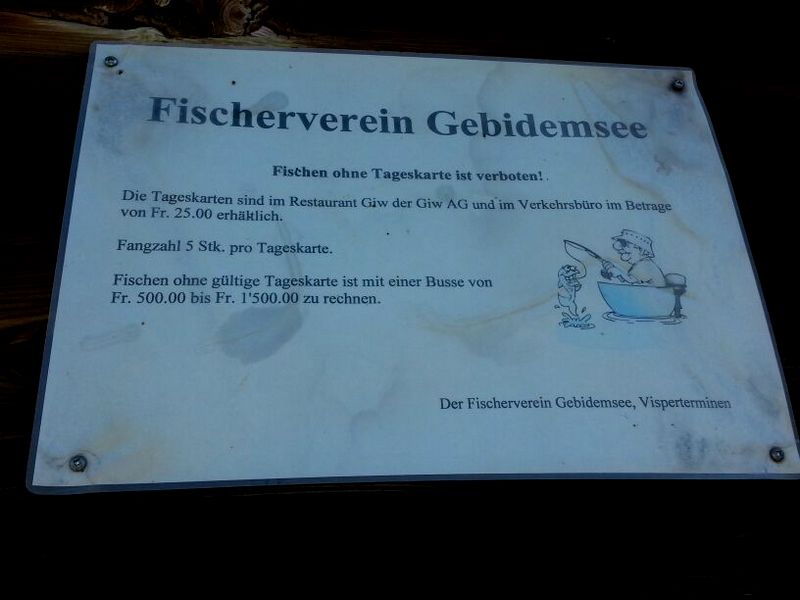 Fischerverein Gebidemsee
Fischen ohne Tageskarte ist verboten!
Die Tageskarten sind im Restaurant Giw der Giw AG und im Verkehrsbüro im Betrage
von Fr. 25.00 erhältlich.
Fangzahl 5 Stk. pro Tageskarte.
Fischen ohne gültige Tageskarte ist mit einer Busse von
Fr. 500.00 bis Fr. 1'500.00 zu rechnen.
Der Fischerverein Gebidemsee, Visperterminen